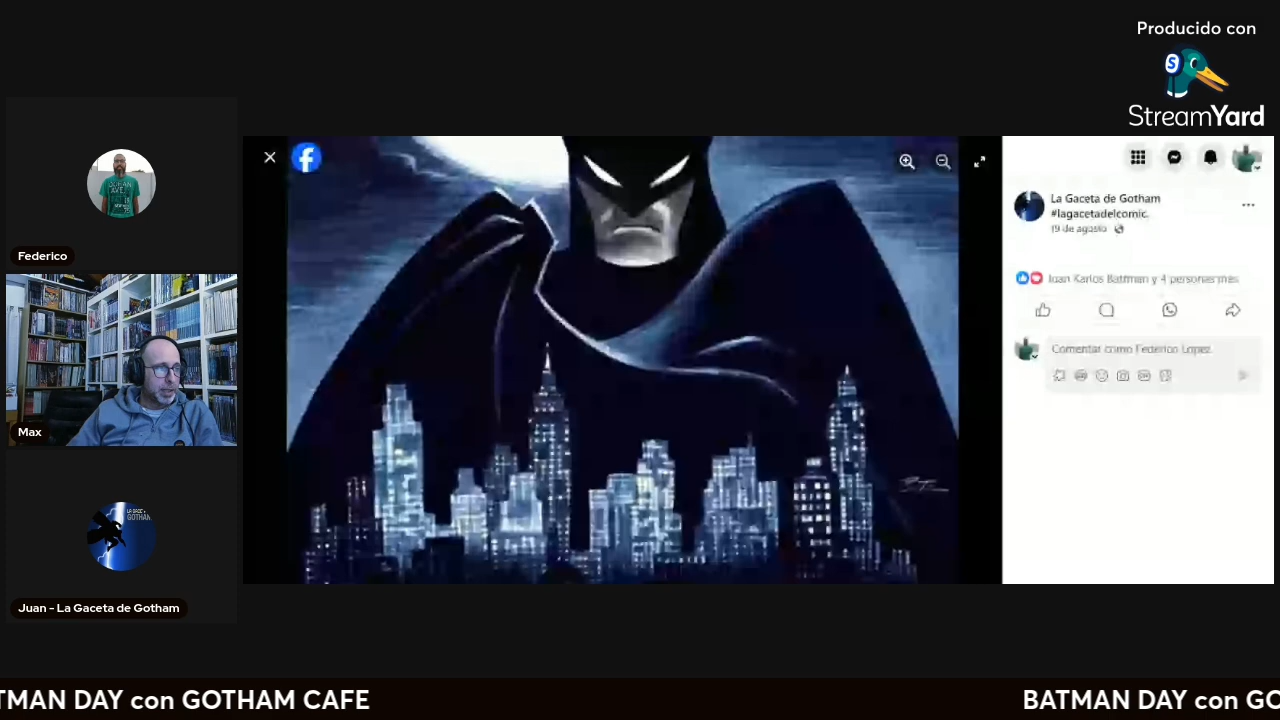 Producido con
StreamYard
Federico
Max
Juan - La Gaceta de Gotham
La Gaceta de Gotham
#lagacetadelcomic.
19 de agosto
Juan Karlos Battman y 4 personas más
Comentar como Federico Lopez
TMAN DAY con GOTHAM CAFE
BATMAN DAY con GO